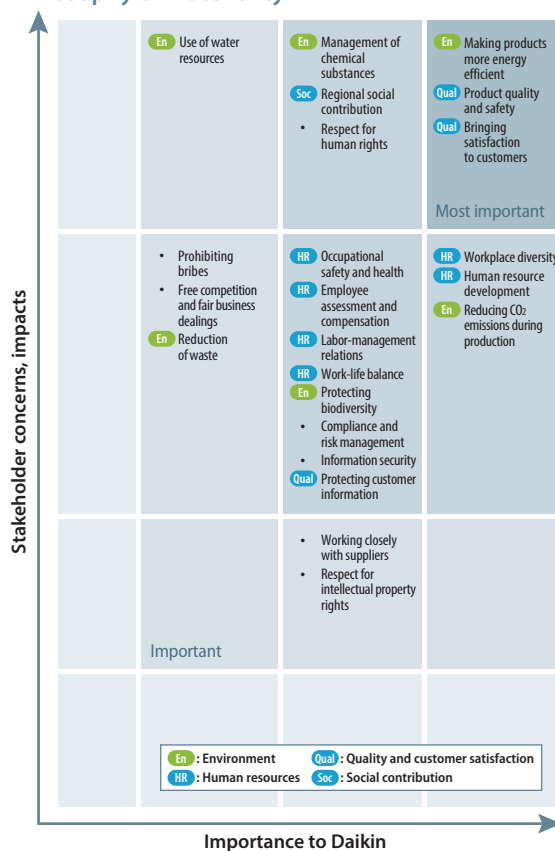 Stakeholder concerns, impacts
En Use of water
resources
En Management of
chemical
substances
Soc Regional social
contribution
• Respect for
human rights
En Making products
more energy
efficient
Qual Product quality
and safety
Qual Bringing
satisfaction
to customers
Most important
• Prohibiting
bribes
• Free competition
and fair business
dealings
En Reduction
of waste
HR Occupational
safety and health
HR Employee
assessment and
compensation
HR Labor-management
relations
HR Work-life balance
En Protecting
biodiversity
• Compliance and
risk management
• Information security
Qual Protecting customer
information
HR Workplace diversity
HR Human resource
development
En Reducing CO2
emissions during
production
Important
• Working closely
with suppliers
• Respect for
intellectual property
rights
En : Environment
Qual : Quality and customer satisfaction
HR : Human resources
Soc : Social contribution
Importance to Daikin